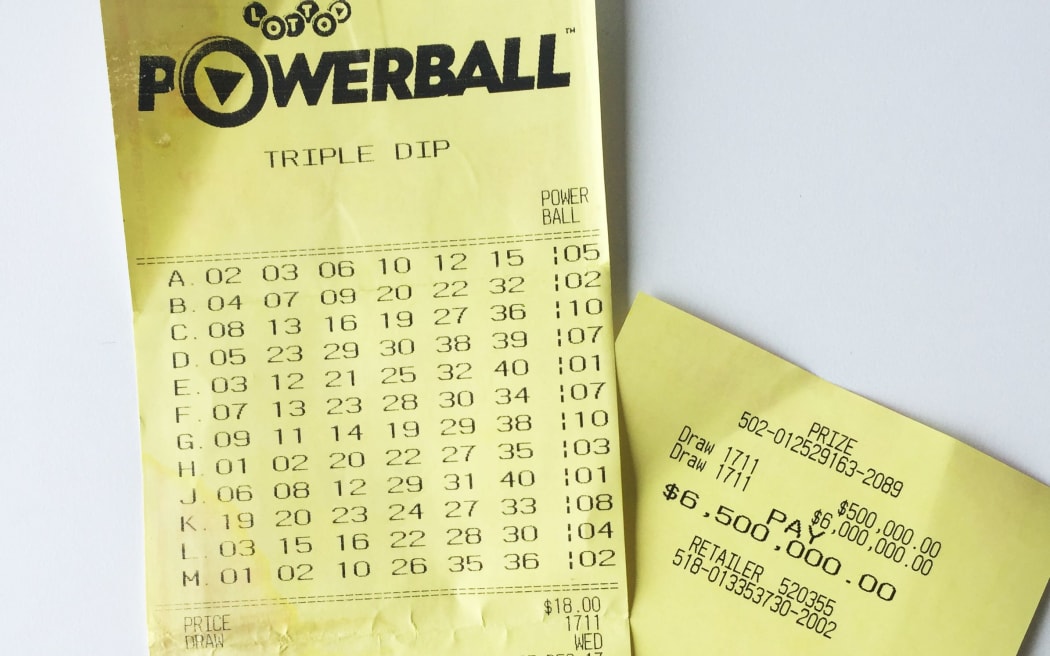 LOTTO
POWERBALL™
TRIPLE DIP
POWER
BALL
A. 02 03 06 10 12 15 ¦05
B. 04 07 09 20 22 32 ¦02
C. 08 13 16 19 27 36 ¦10
D. 05 23 29 30 38 39 ¦07
E. 03 12 21 25 32 40 ¦01
F. 07 13 23 28 30 34 ¦07
G. 09 11 14 19 29 38 ¦10
H. 01 02 20 22 27 35 ¦03
J. 06 08 12 29 31 40 ¦01
K. 19 20 23 24 27 33 ¦08
L. 03 15 16 22 28 30 ¦04
M. 01 02 10 26 35 36 ¦02
PRICE $18.00
DRAW 1711
WED
PRIZE
502-012529163-2089
Draw 1711 $500,000.00
Draw 1711 $6,000,000.00
PAY
$6,500,000.00
RETAILER 520355
518-013353730-2002